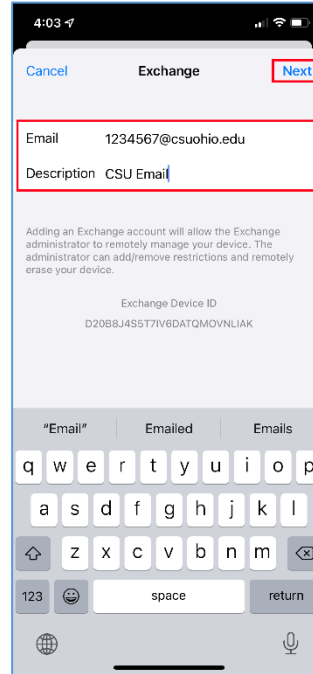 4:03
Cancel Exchange Next
Email 1234567@csuohio.edu
Description CSU Email
Adding an Exchange account will allow the Exchange
administrator to remotely manage your device. The
administrator can add/remove restrictions and remotely
erase your device.
Exchange Device ID
D20B8J4S5T7IV6DATQMOVNLIAK
"Email" Emailed Emails
q w e r t y u i o p
a s d f g h j k l
z x c v b n m
123 space return